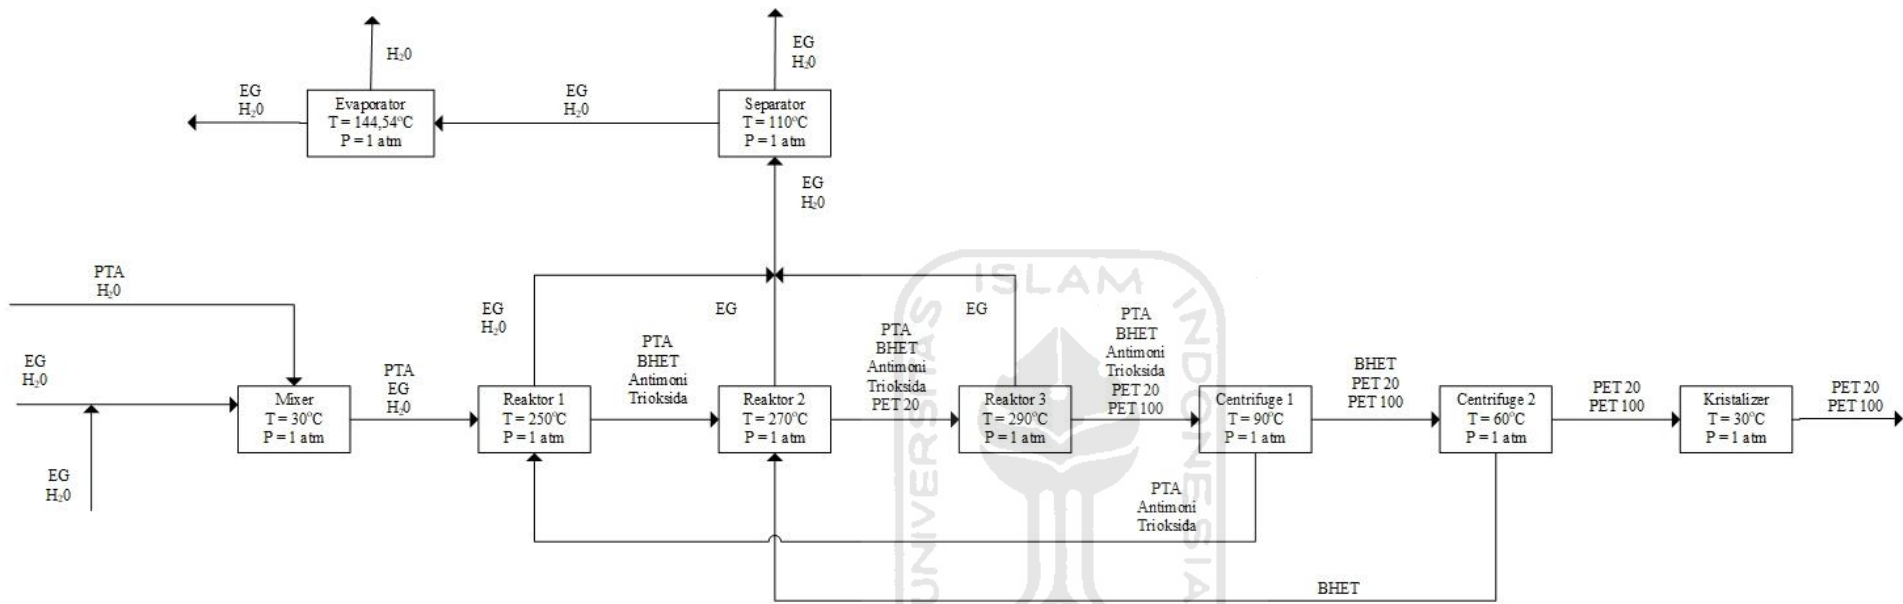 H₂0
EG
H₂0
EG
H₂0
Evaporator
T = 144,54°C
P = 1 atm
EG
H₂0
Separator
T = 110°C
P = 1 atm
EG
H₂0
PTA
H₂0
EG
H₂0
EG
H₂0
Mixer
T = 30°C
P = 1 atm
PTA
EG
H₂0
Reaktor 1
T = 250°C
P = 1 atm
EG
H₂0
PTA
BHET
Antimoni
Trioksida
EG
Reaktor 2
T = 270°C
P = 1 atm
PTA
BHET
Antimoni
Trioksida
PET 20
EG
Reaktor 3
T = 290°C
P = 1 atm
PTA
BHET
Antimoni
Trioksida
PET 20
PET 100
Centrifuge 1
T = 90°C
P = 1 atm
BHET
PET 20
PET 100
Centrifuge 2
T = 60°C
P = 1 atm
PET 20
PET 100
Kristalizer
T = 30°C
P = 1 atm
PET 20
PET 100
PTA
Antimoni
Trioksida
BHET
UNIVERSITAS
ISLAM
INDONESIA